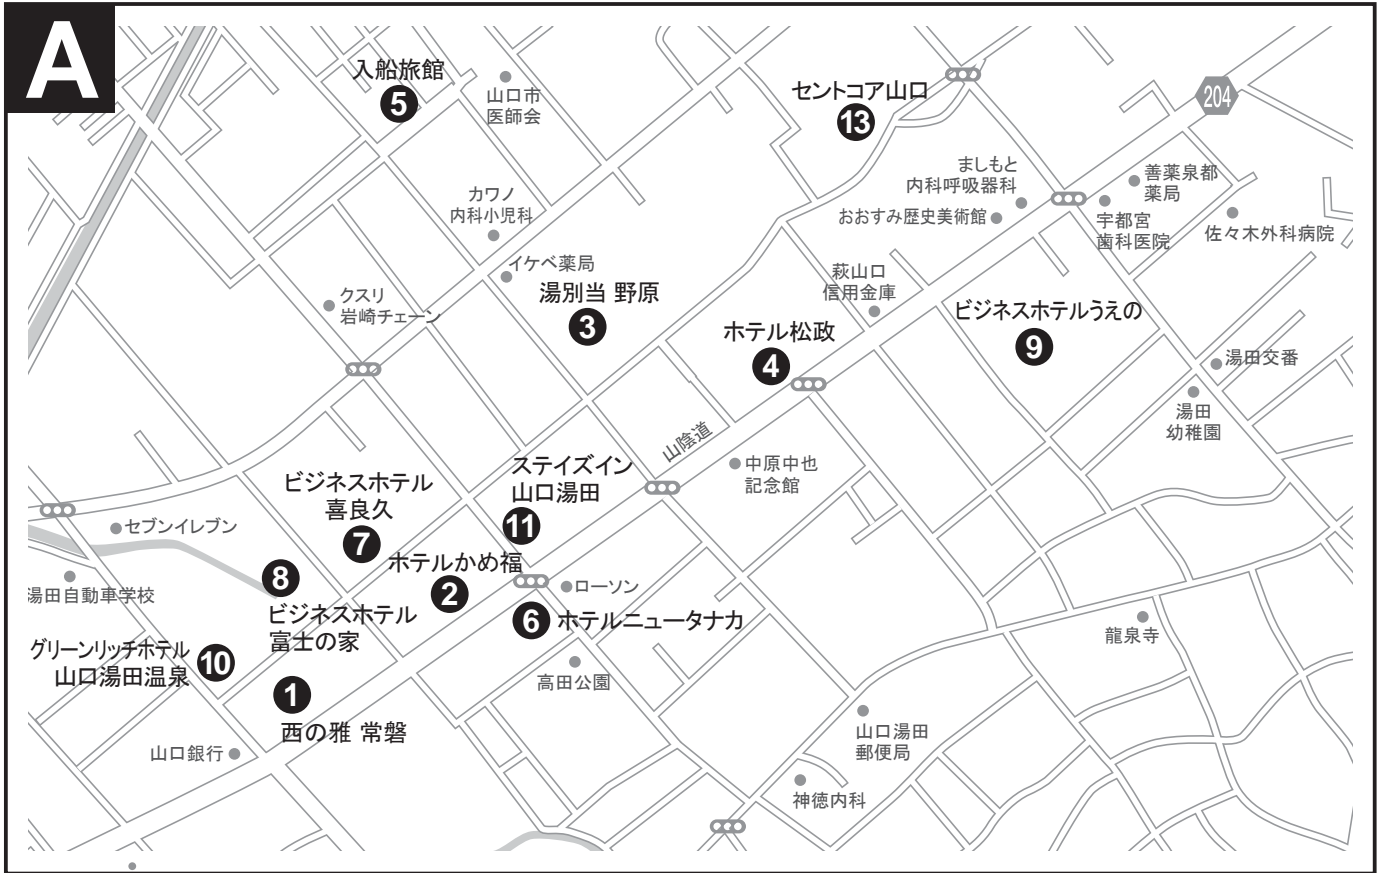 A
入船旅館
5
山口市
医師会
セントコア山口
13
204
ましもと
内科呼吸器科
おおすみ歴史美術館
善薬泉都
薬局
宇都宮
歯科医院
佐々木外科病院
カワノ
内科小児科
イケベ薬局
湯別当 野原
3
クスリ
岩崎チェーン
萩山口
信用金庫
ホテル松政
4
ビジネスホテルうえの
9
湯田交番
湯田
幼稚園
山陰道
中原中也
記念館
ステイズイン
山口湯田
11
ビジネスホテル
喜良久
7
セブンイレブン
湯田自動車学校
8
ビジネスホテル
富士の家
ホテルかめ福
2
ローソン
6
ホテルニュータナカ
高田公園
グリーンリッチホテル
山口湯田温泉
10
1
西の雅 常磐
山口銀行
龍泉寺
山口湯田
郵便局
神徳内科